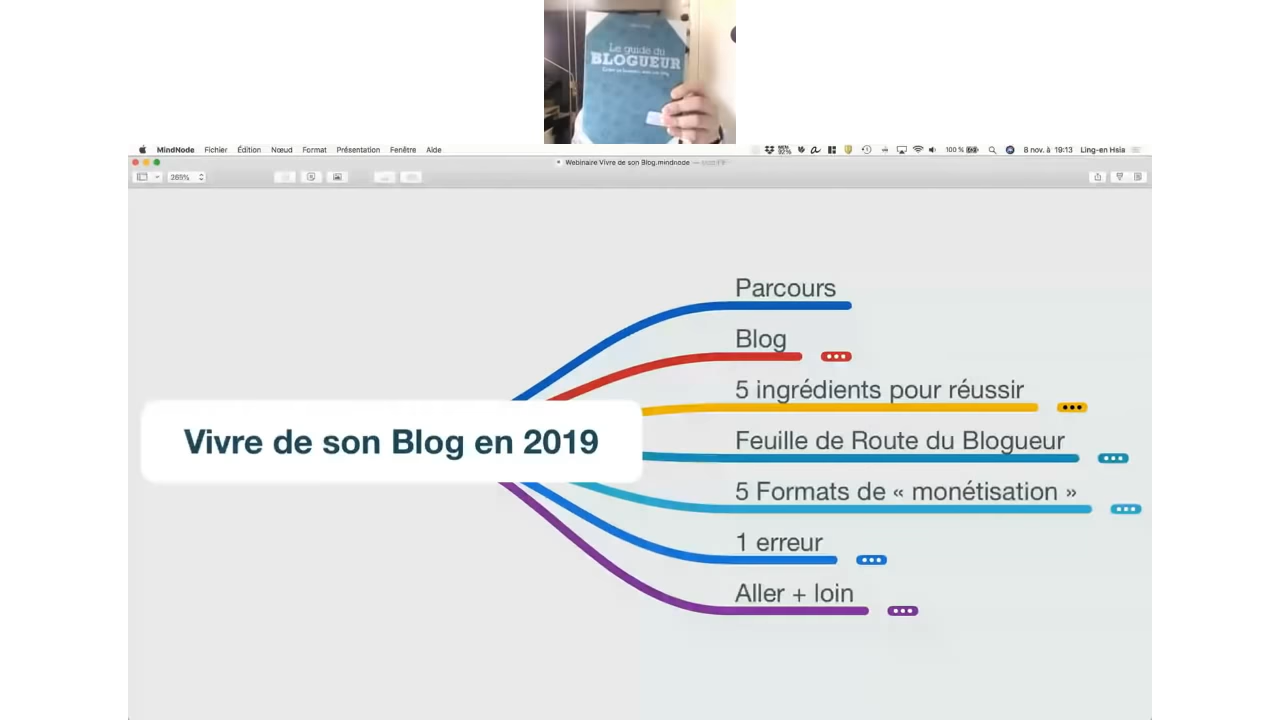 Le guide du
BLOGUEUR
MindNode Fichier Édition Nœud Format Présentation Fenêtre Aide
100 % 8 nov. à 19:13 Ling-en Hsia
Webinaire Vivre de son Blog.mindnode
265%
Parcours
Blog
5 ingrédients pour réussir
Vivre de son Blog en 2019
Feuille de Route du Blogueur
5 Formats de « monétisation »
1 erreur
Aller + loin